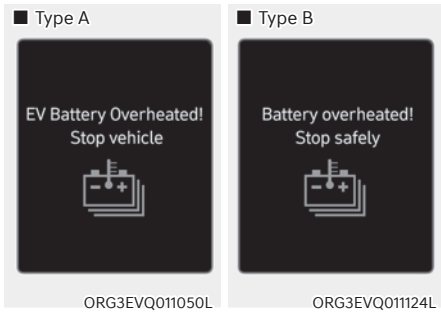 ■ Type A
EV Battery Overheated!
Stop vehicle
ORG3EVQ011050L
■ Type B
Battery overheated!
Stop safely
ORG3EVQ011124L